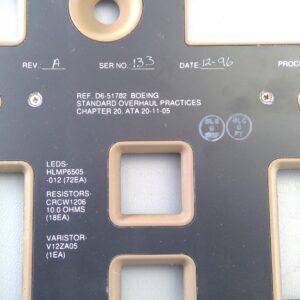 REV. A SER NO. 133 DATE 12-96 PROC
REF. D6-51782 BOEING
STANDARD OVERHAUL PRACTICES
CHAPTER 20, ATA 20-11-05
LEDS-
HLMP6505
-012 (72EA)
RESISTORS-
CRCW1206
10.0 OHMS
(18EA)
VARISTOR-
V12ZA05
(1EA)